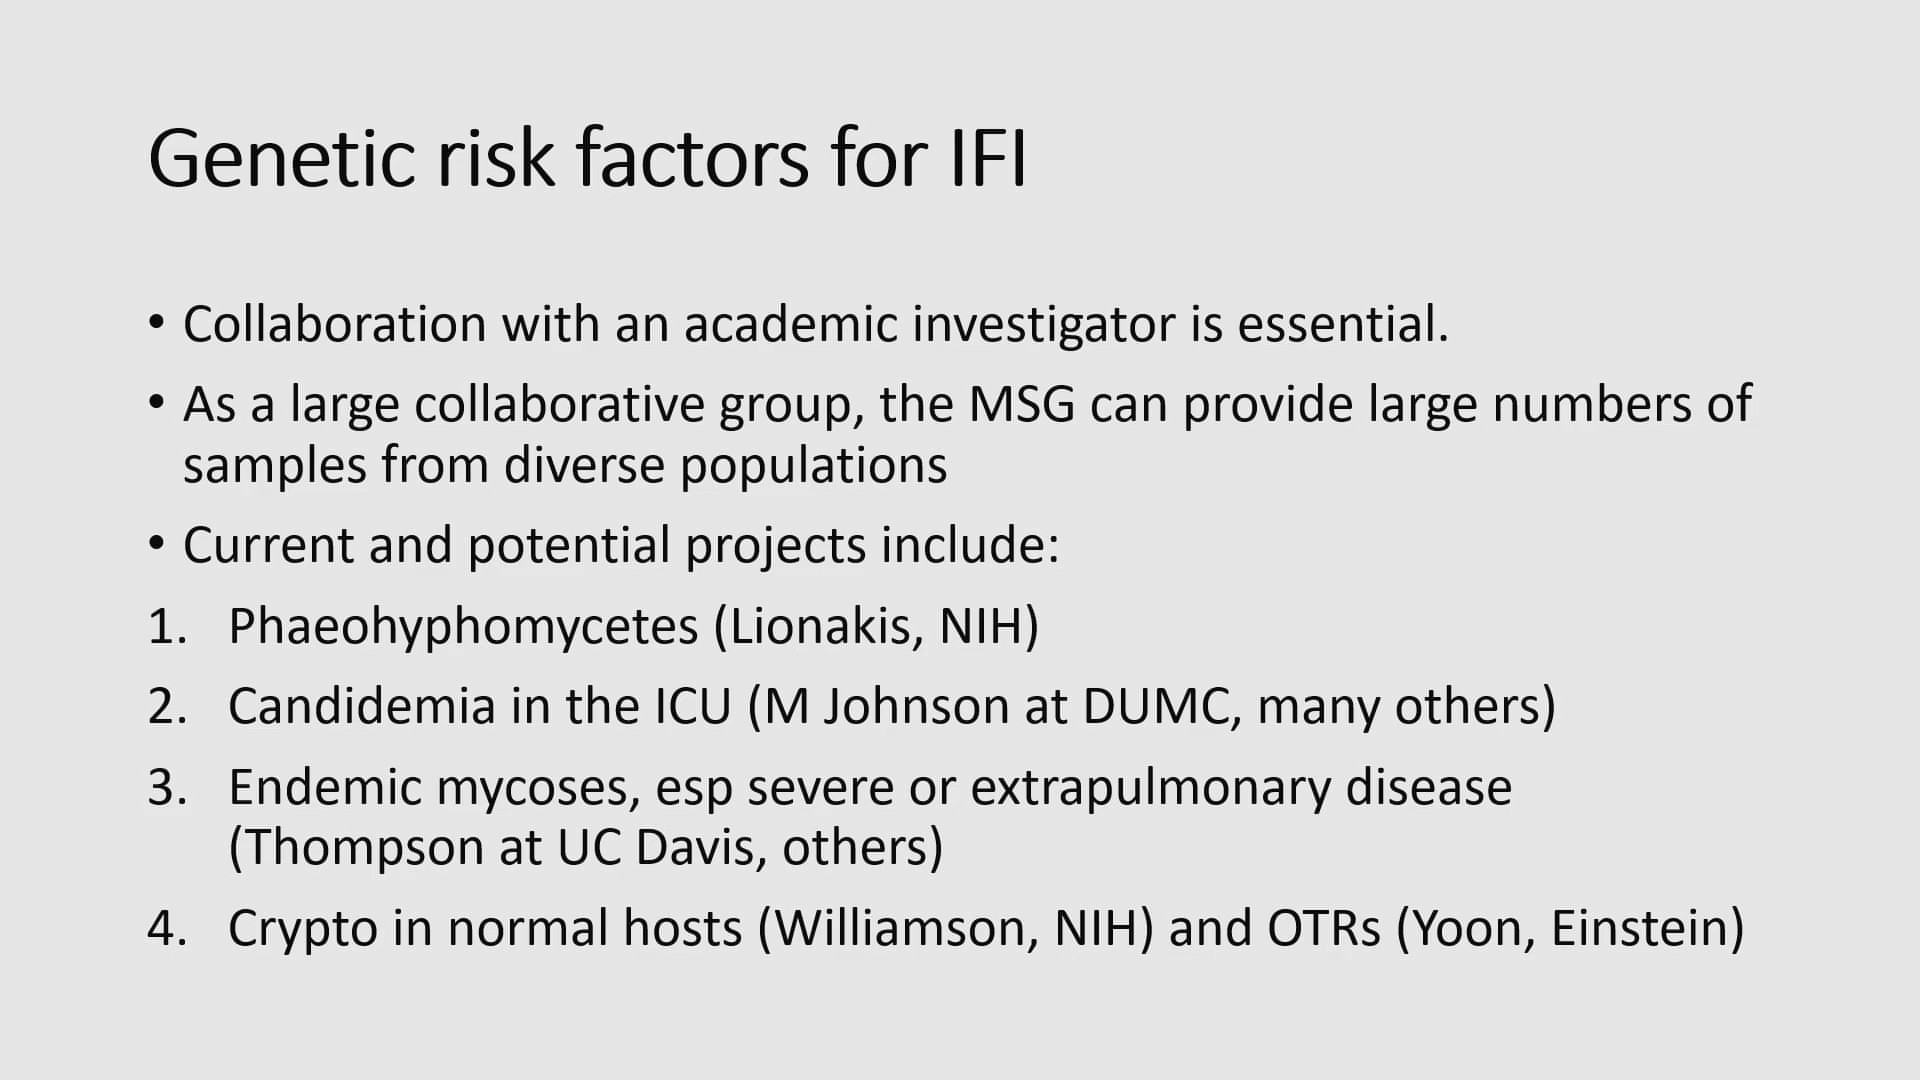 Genetic risk factors for IFI
• Collaboration with an academic investigator is essential.
• As a large collaborative group, the MSG can provide large numbers of
samples from diverse populations
• Current and potential projects include:
1. Phaeohyphomycetes (Lionakis, NIH)
2. Candidemia in the ICU (M Johnson at DUMC, many others)
3. Endemic mycoses, esp severe or extrapulmonary disease
(Thompson at UC Davis, others)
4. Crypto in normal hosts (Williamson, NIH) and OTRs (Yoon, Einstein)